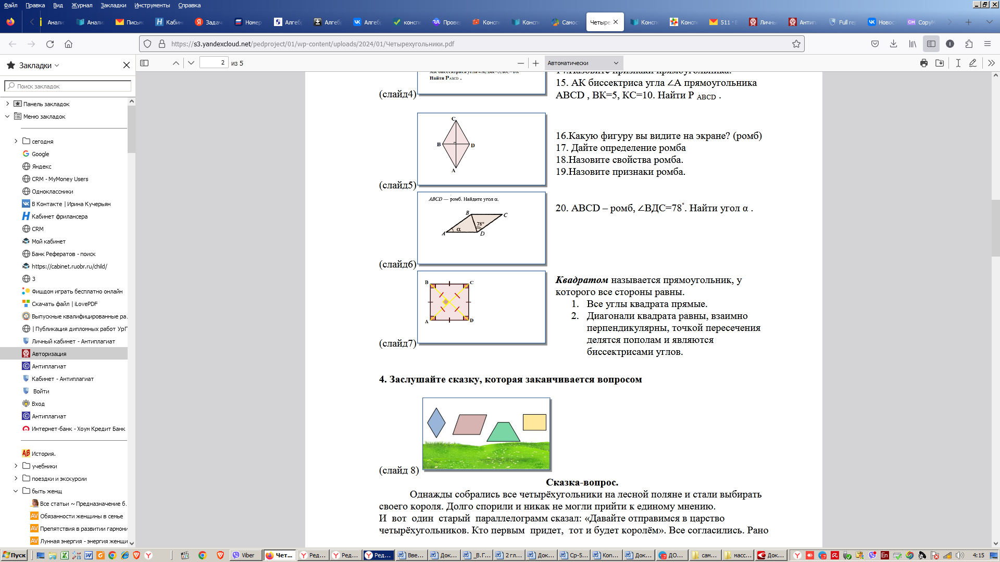 Файл Правка Вид Журнал Закладки Инструменты Справка
Анали Анали Письмо Кабин Задача Номер Алгеб Алгеб Алгеб конспе Прове Консп Консп Самост Четыре Консп Консп 511 · В Личны Антип Full rep Новос CopyM
https://s3.yandexcloud.net/pedproject/01/wp-content/uploads/2024/01/Четырехугольники.pdf
Закладки
2 из 5
Автоматически
Поиск закладок
Панель закладок
Меню закладок
сегодня
Google
Яндекс
CRM - MyMoney Users
Одноклассники
В Контакте | Ирина Кучерьян
Кабинет фрилансера
CRM
Мой кабинет
Банк Рефератов - поиск
https://cabinet.ruobr.ru/child/
3
Фишдом играть бесплатно онлайн
Скачать файл | iLovePDF
Выпускные квалифицированные ра.
| Публикация дипломных работ УрГ
Личный кабинет - Антиплагиат
Авторизация
Антиплагиат
Кабинет - Антиплагиат
Войти
Вход
Антиплагиат
Интернет-банк - Хоум Кредит Банк
История.
учебники
поездки и экскурсии
быть женщ
Все статьи ~ Предназначение б.
Обязанности женщины в семье
Препятствия в развитии гармони
Лунная энергия - энергия женщи
Найти PABCD .
(слайд4)
14.Назовите признаки прямоугольника.
15. АК биссектриса угла ∠А прямоугольника
ABCD , ВК=5, КС=10. Найти Р ABCD .
C
B D
A
(слайд5)
16.Какую фигуру вы видите на экране? (ромб)
17. Дайте определение ромба
18.Назовите свойства ромба.
19.Назовите признаки ромба.
ABCD — ромб. Найдите угол α.
B C
78°
α
A D
(слайд6)
20. ABCD – ромб, ∠ВДС=78°. Найти угол α .
B C
A D
(слайд7)
Квадратом называется прямоугольник, у
которого все стороны равны.
1. Все углы квадрата прямые.
2. Диагонали квадрата равны, взаимно
перпендикулярны, точкой пересечения
делятся пополам и являются
биссектрисами углов.
4. Заслушайте сказку, которая заканчивается вопросом
(слайд 8)
Сказка-вопрос.
Однажды собрались все четырёхугольники на лесной поляне и стали выбирать
своего короля. Долго спорили и никак не могли прийти к единому мнению.
И вот один старый параллелограмм сказал: «Давайте отправимся в царство
четырёхугольников. Кто первым придет, тот и будет королём». Все согласились. Рано
Пуск Viber Чет... Ред... Ред... Ред... Вве... Док... _В.Г... 2 гл... Док... Ср-5... Коп... Док... ДО... сам... масс... Док... En 4:15